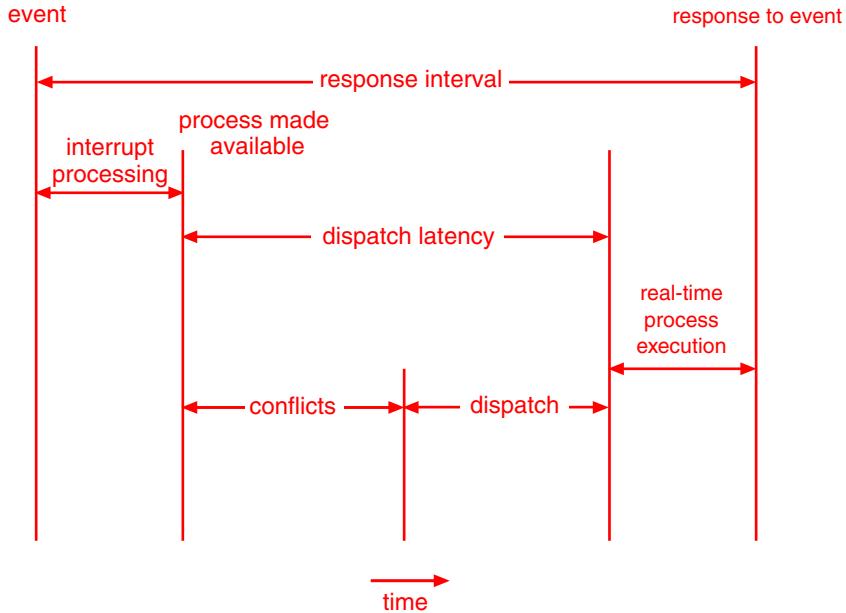 event
response to event
response interval
process made
available
interrupt
processing
dispatch latency
real-time
process
execution
conflicts
dispatch
time